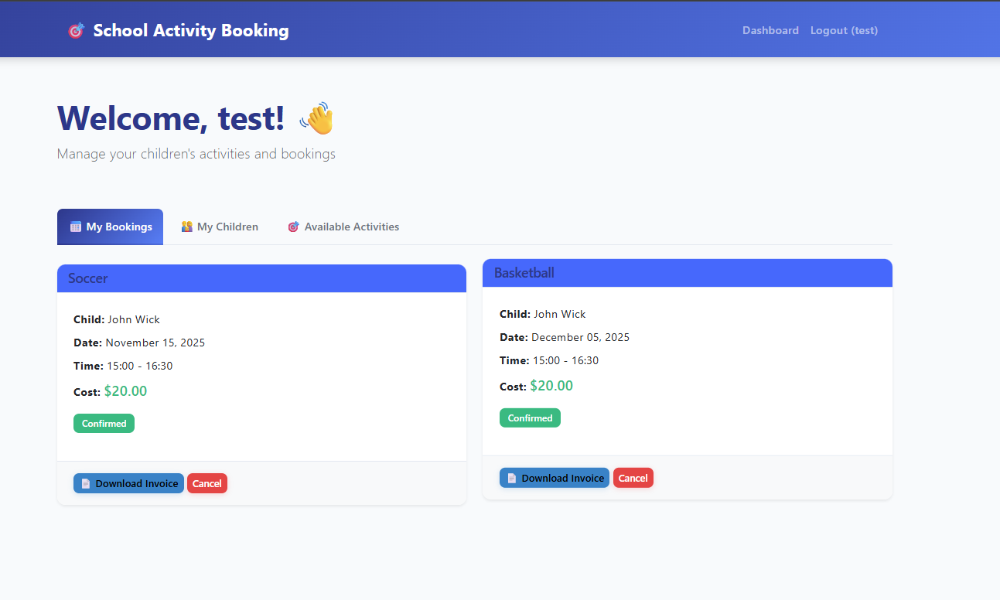 School Activity Booking
Dashboard Logout (test)
Welcome, test!
Manage your children's activities and bookings
My Bookings My Children Available Activities
Soccer
Child: John Wick
Date: November 15, 2025
Time: 15:00 - 16:30
Cost: $20.00
Confirmed
Download Invoice Cancel
Basketball
Child: John Wick
Date: December 05, 2025
Time: 15:00 - 16:30
Cost: $20.00
Confirmed
Download Invoice Cancel